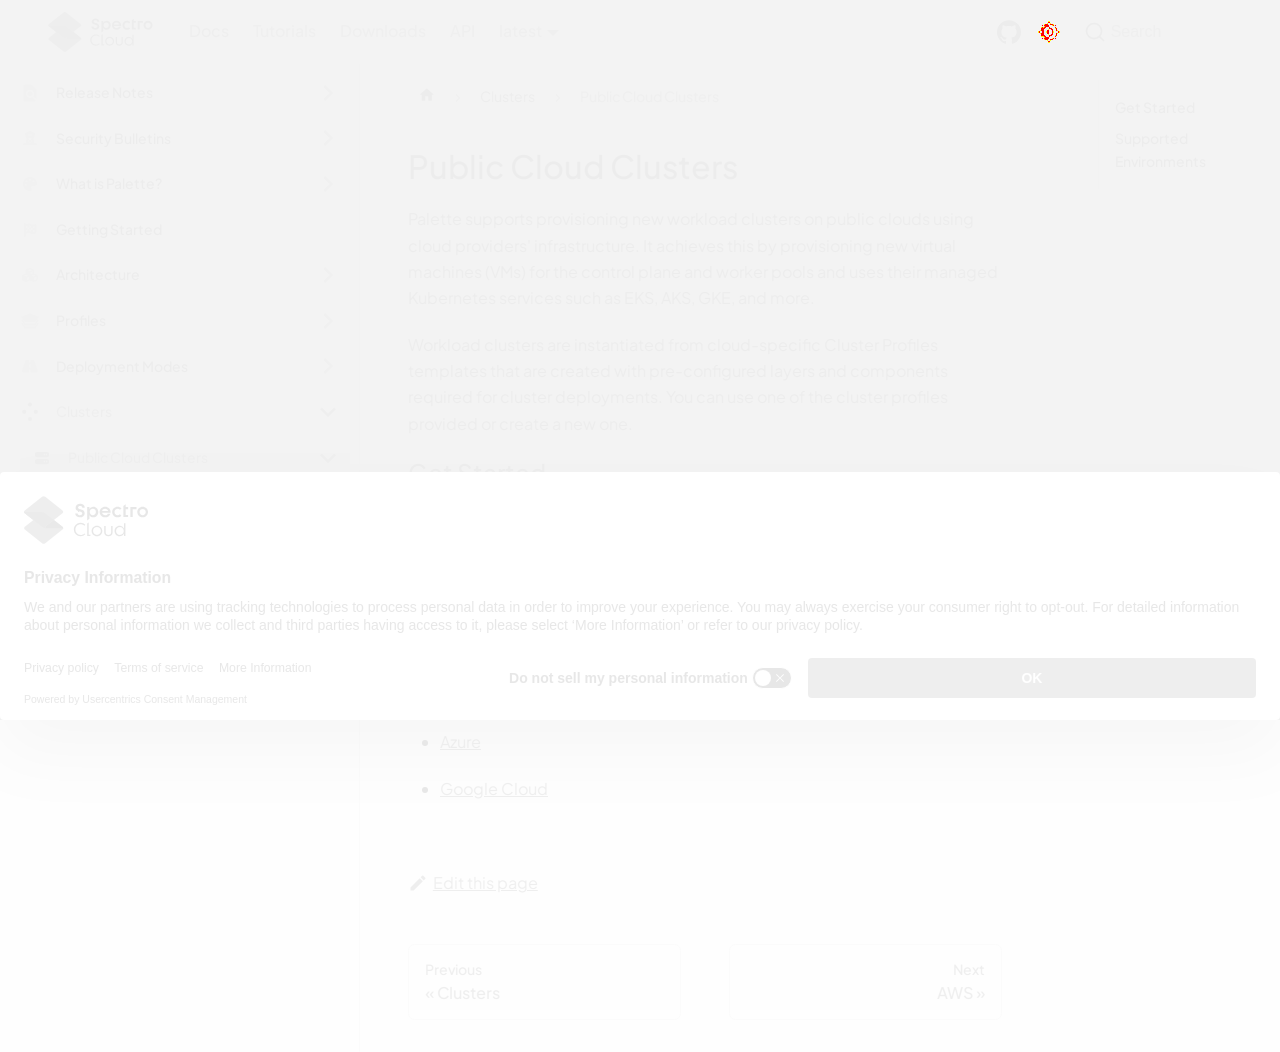 Spectro
Cloud
Docs
Tutorials
Downloads
API
latest
Search
Release Notes
Security Bulletins
What is Palette?
Getting Started
Architecture
Profiles
Deployment Modes
Clusters
Public Cloud Clusters
Clusters
Public Cloud Clusters
Public Cloud Clusters
Palette supports provisioning new workload clusters on public clouds using
cloud providers' infrastructure. It achieves this by provisioning new virtual
machines (VMs) for the control plane and worker pools and uses their managed
Kubernetes services such as EKS, AKS, GKE, and more.
Workload clusters are instantiated from cloud-specific Cluster Profiles
templates that are created with pre-configured layers and components
required for cluster deployments. You can use one of the cluster profiles
provided or create a new one.
Get Started
Get Started
Supported
Environments
Spectro
Cloud
Privacy Information
We and our partners are using tracking technologies to process personal data in order to improve your experience. You may always exercise your consumer right to opt-out. For detailed information
about personal information we collect and third parties having access to it, please select ‘More Information’ or refer to our privacy policy.
Privacy policy
Terms of service
More Information
Do not sell my personal information
OK
Powered by Usercentrics Consent Management
Azure
Google Cloud
Edit this page
Previous
« Clusters
Next
AWS »